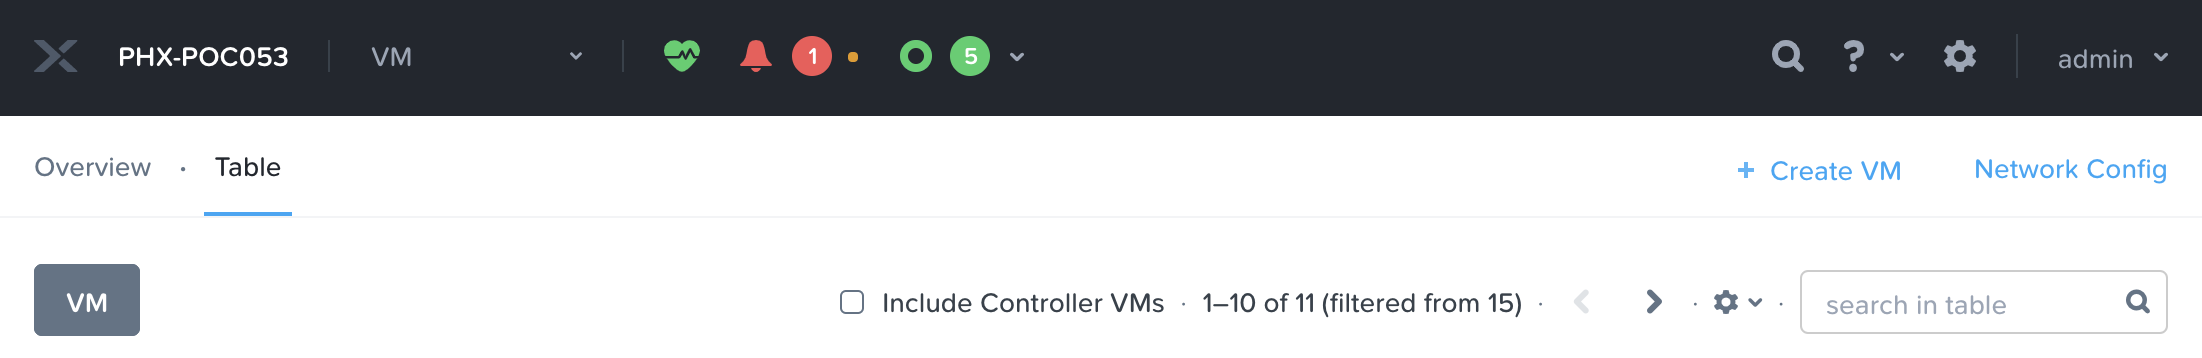 PHX-POC053 VM 1 5 ? admin
Overview · Table + Create VM Network Config
VM Include Controller VMs · 1–10 of 11 (filtered from 15) · · · search in table